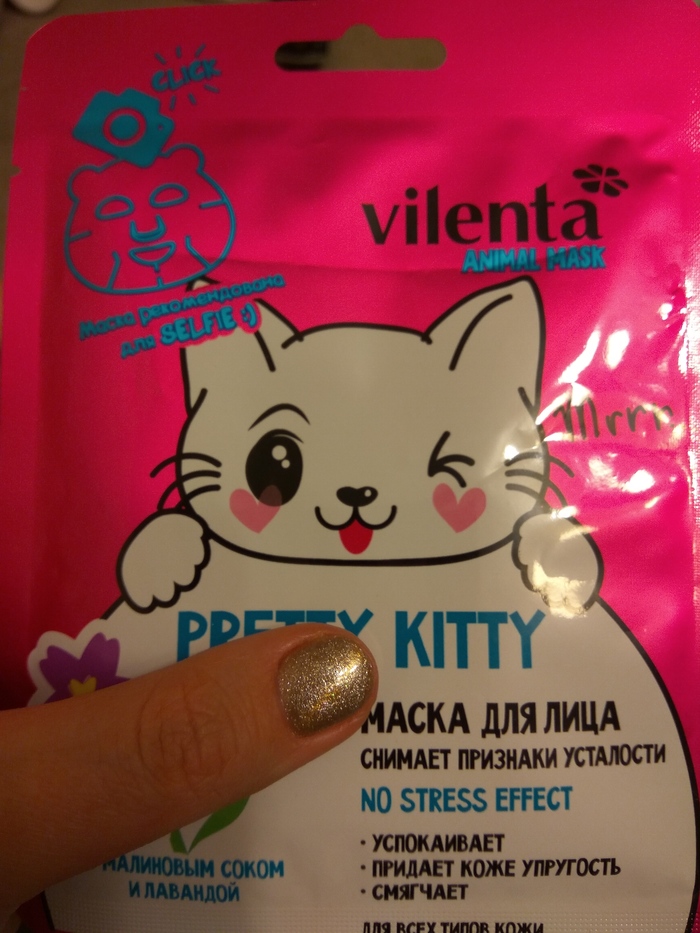 CLICK
vilenta
ANIMAL MASK
Маска рекомендована
для SELFIE :)
Mrrr
PRETTY KITTY
МАСКА ДЛЯ ЛИЦА
СНИМАЕТ ПРИЗНАКИ УСТАЛОСТИ
NO STRESS EFFECT
· УСПОКАИВАЕТ
· ПРИДАЕТ КОЖЕ УПРУГОСТЬ
· СМЯГЧАЕТ
МАЛИНОВЫМ СОКОМ
И ЛАВАНДОЙ
ДЛЯ ВСЕХ ТИПОВ КОЖИ